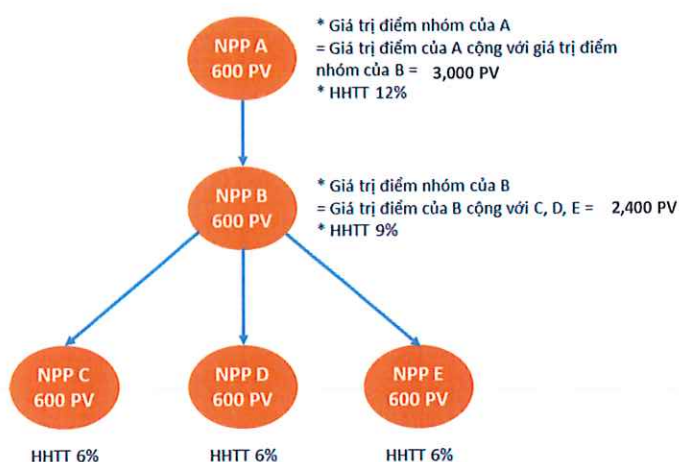 NPP A
600 PV
* Giá trị điểm nhóm của A
= Giá trị điểm của A cộng với giá trị điểm
nhóm của B = 3,000 PV
* HHTT 12%
NPP B
600 PV
* Giá trị điểm nhóm của B
= Giá trị điểm của B cộng với C, D, E = 2,400 PV
* HHTT 9%
NPP C
600 PV
NPP D
600 PV
NPP E
600 PV
HHTT 6%
HHTT 6%
HHTT 6%